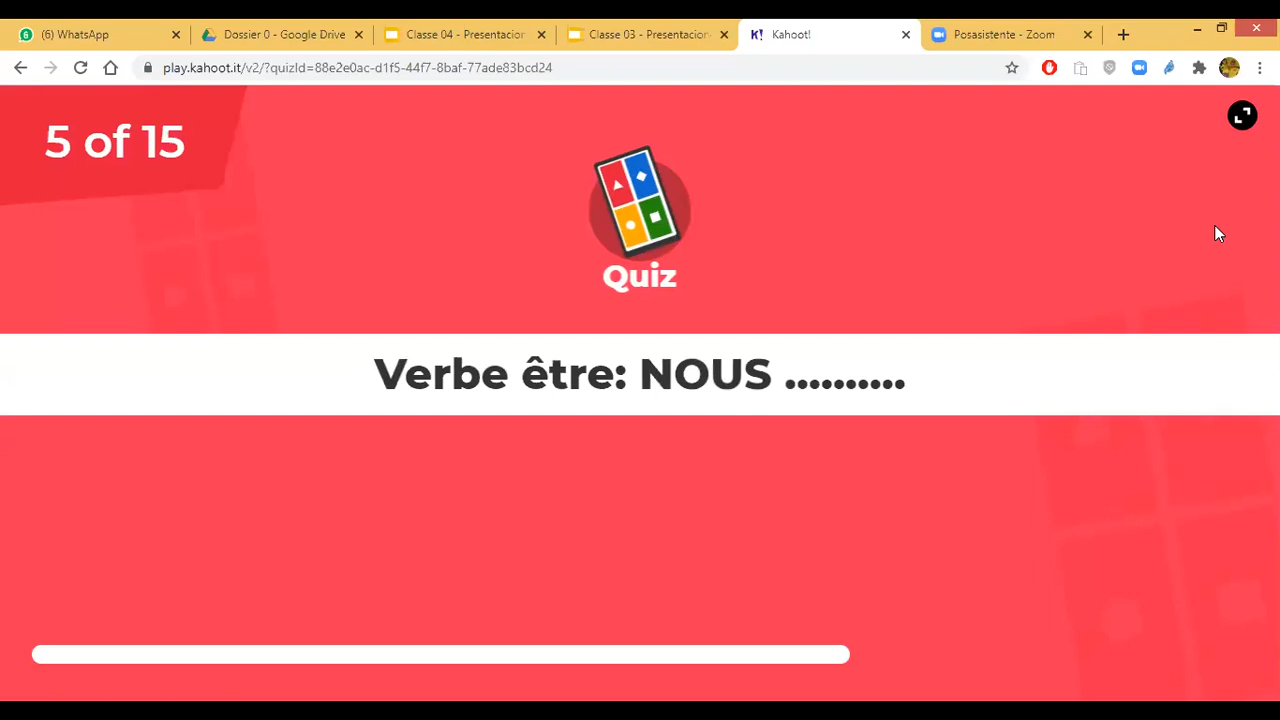 (6) WhatsApp
Dossier 0 - Google Drive
Classe 04 - Presentacion
Classe 03 - Presentacion
K! Kahoot!
Posasistente - Zoom
play.kahoot.it/v2/?quizId=88e2e0ac-d1f5-44f7-8baf-77ade83bcd24
5 of 15
Quiz
Verbe être: NOUS ..........